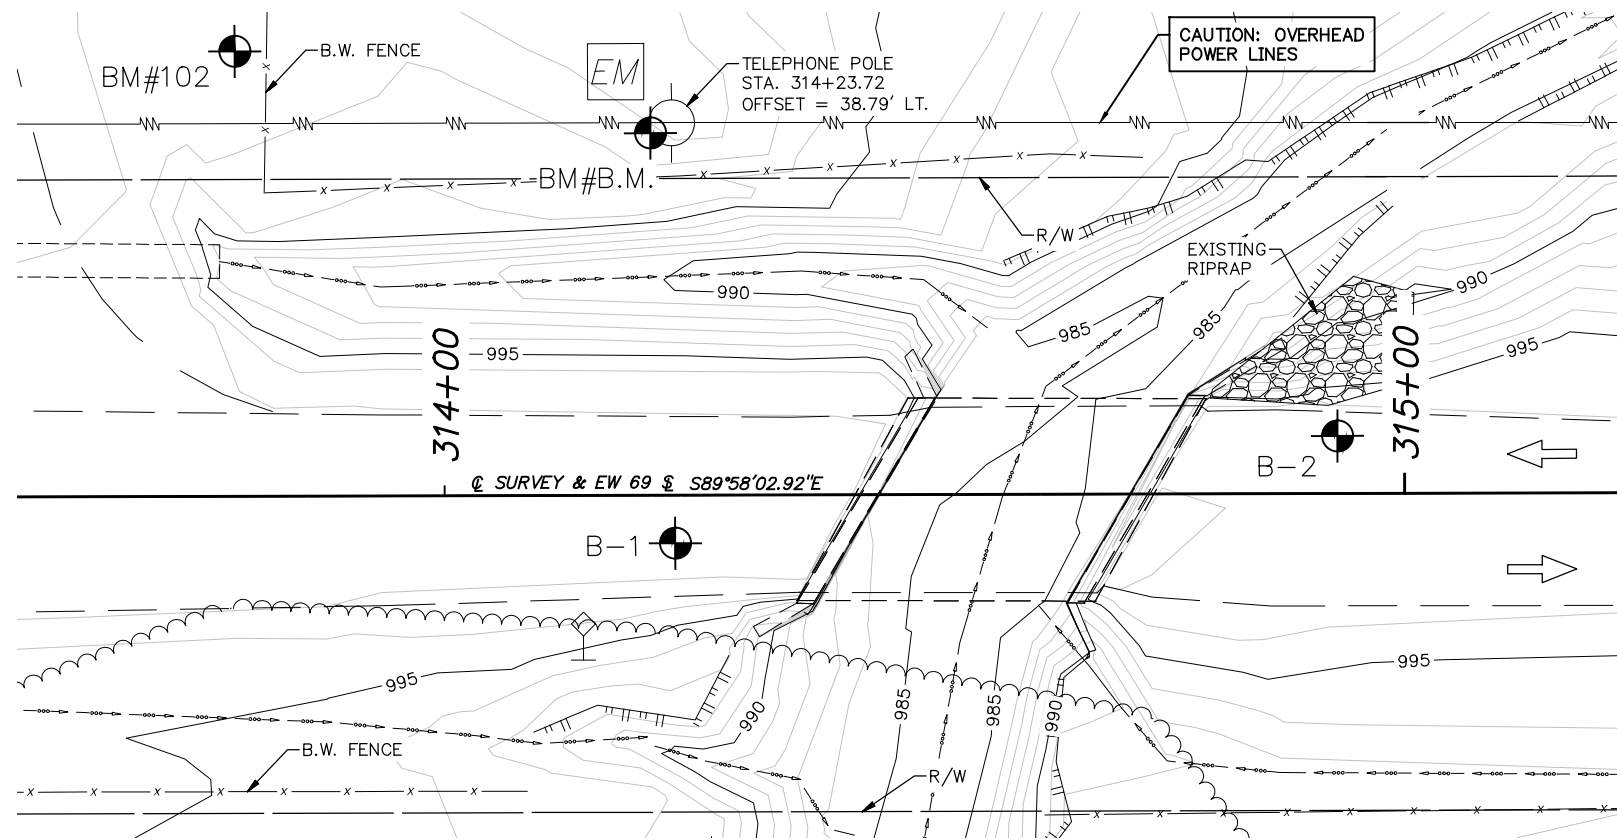 BM#102
B.W. FENCE
EM
TELEPHONE POLE
STA. 314+23.72
OFFSET = 38.79' LT.
CAUTION: OVERHEAD
POWER LINES
BM#B.M.
R/W
EXISTING
RIPRAP
990
990
985
985
995
995
314+00
315+00
B-2
℄ SURVEY & EW 69 ℄ S89°58'02.92"E
B-1
995
995
990
985
985
990
B.W. FENCE
R/W